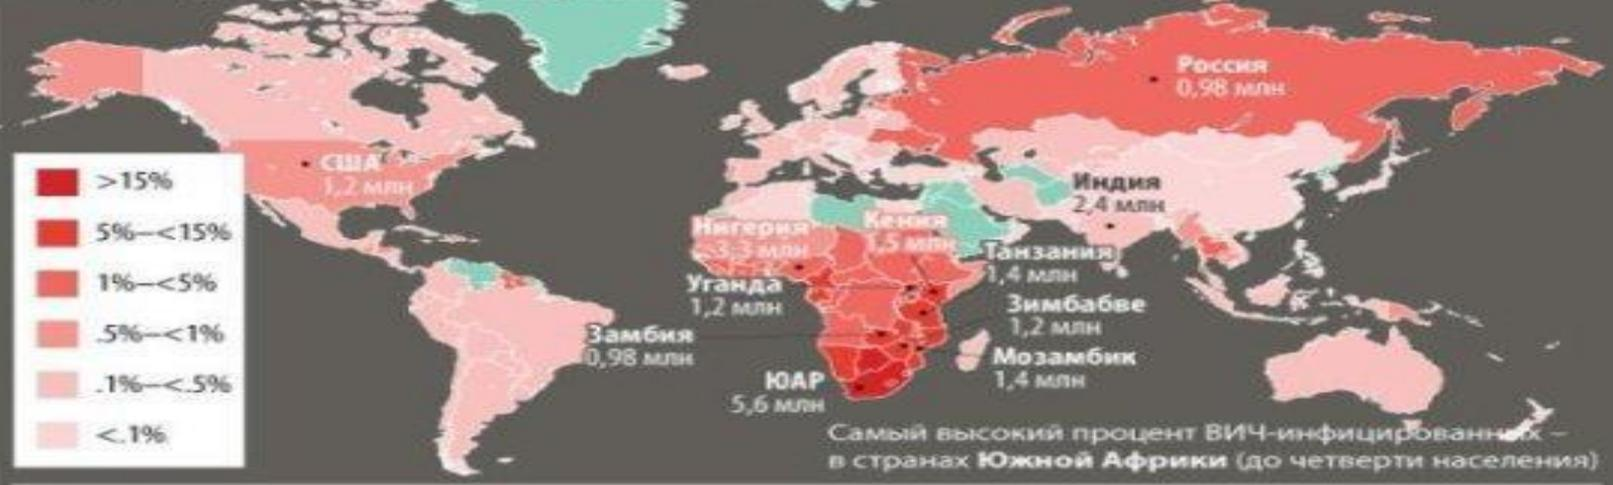 Россия
0,98 млн
США
1,2 млн
>15%
5%—<15%
1%—<5%
.5%—<1%
.1%—<.5%
<.1%
Индия
2,4 млн
Нигерия
3,3 млн
Кения
1,5 млн
Танзания
1,4 млн
Уганда
1,2 млн
Зимбабве
1,2 млн
Замбия
0,98 млн
Мозамбик
1,4 млн
ЮАР
5,6 млн
Самый высокий процент ВИЧ-инфицированных –
в странах Южной Африки (до четверти населения)